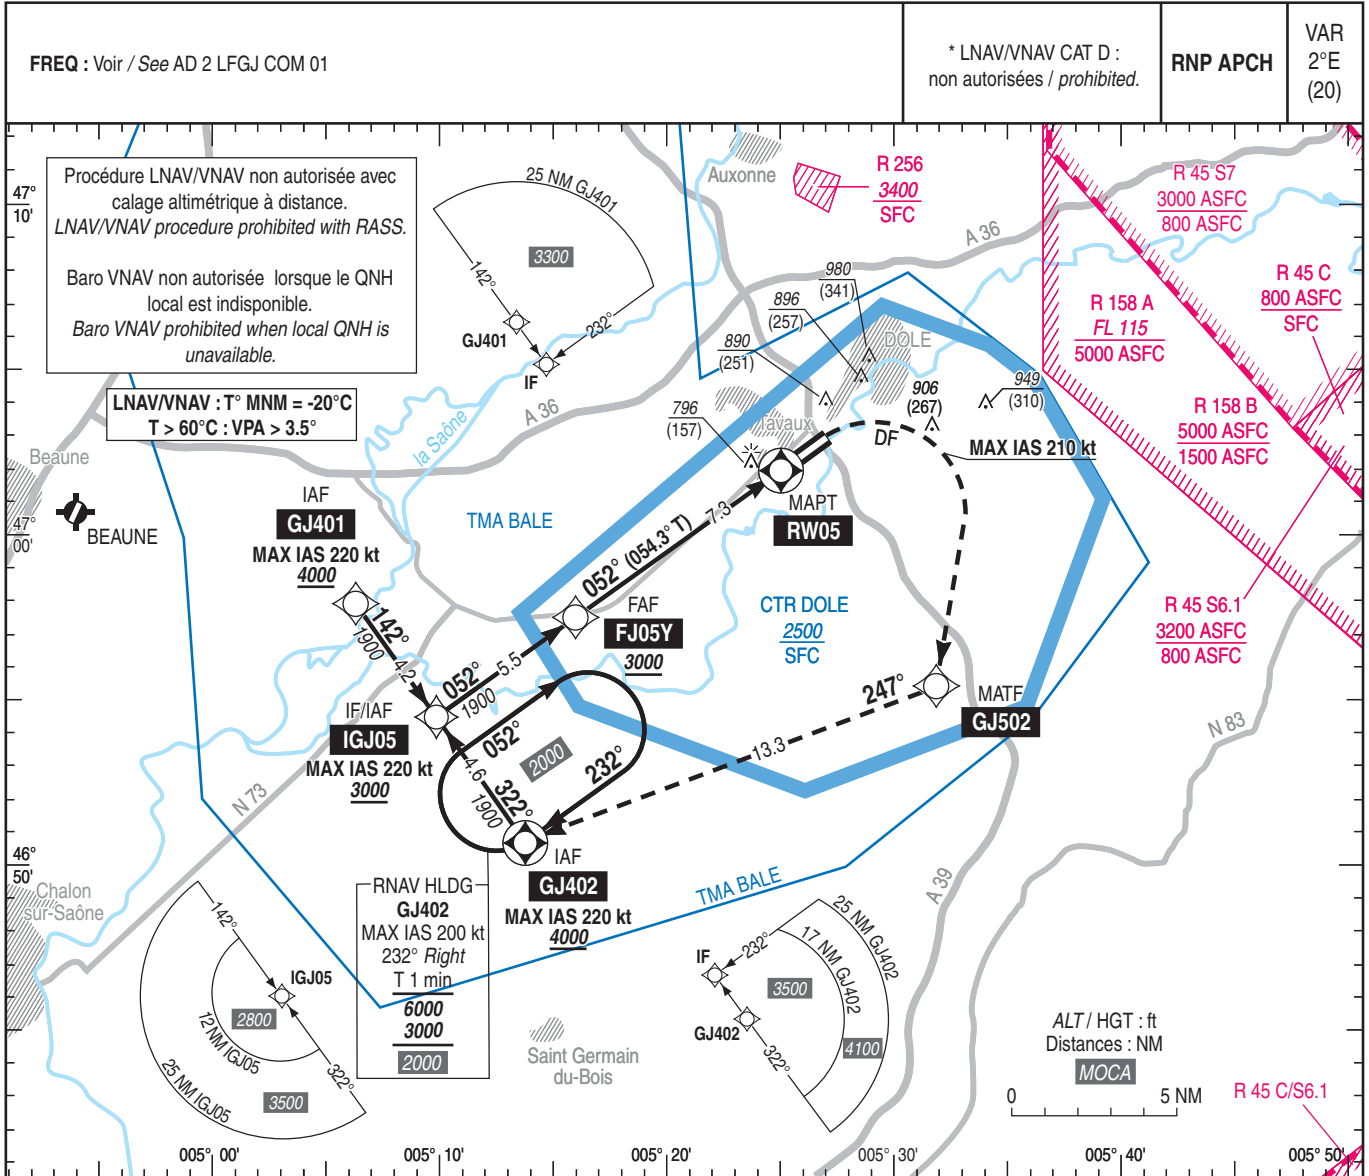 FREQ : Voir / See AD 2 LFGJ COM 01
* LNAV/VNAV CAT D :
non autorisées / prohibited.
RNP APCH
VAR
2°E
(20)
Procédure LNAV/VNAV non autorisée avec
calage altimétrique à distance.
LNAV/VNAV procedure prohibited with RASS.
Baro VNAV non autorisée lorsque le QNH
local est indisponible.
Baro VNAV prohibited when local QNH is
unavailable.
LNAV/VNAV : T° MNM = -20°C
T > 60°C : VPA > 3.5°
47°
10'
25 NM GJ401
3300
142°
232°
GJ401
IF
Auxonne
R 256
3400
SFC
A 36
R 45 S7
3000 ASFC
800 ASFC
R 45 C
800 ASFC
SFC
R 158 A
FL 115
5000 ASFC
R 158 B
5000 ASFC
1500 ASFC
R 45 S6.1
3200 ASFC
800 ASFC
980
(341)
896
(257)
890
(251)
796
(157)
906
(267)
949
(310)
DOLE
Tavaux
DF
MAX IAS 210 kt
A 36
la Saône
Beaune
BEAUNE
47°
00'
IAF
GJ401
MAX IAS 220 kt
4000
TMA BALE
MAPT
RW05
7.3
052° (054.3° T)
FAF
FJ05Y
3000
CTR DOLE
2500
SFC
142°
1900
4.2
052°
5.5
1900
IF/IAF
IGJ05
MAX IAS 220 kt
3000
052°
2000
232°
4.6
322°
1900
247°
13.3
MATF
GJ502
N 83
N 73
46°
50'
IAF
GJ402
MAX IAS 220 kt
4000
RNAV HLDG
GJ402
MAX IAS 200 kt
232° Right
T 1 min
6000
3000
2000
TMA BALE
A 39
Chalon
sur-Saône
142°
IGJ05
2800
12 NM IGJ05
322°
25 NM IGJ05
3500
Saint Germain
du-Bois
25 NM GJ402
17 NM GJ402
IF
232°
3500
GJ402
322°
4100
ALT / HGT : ft
Distances : NM
MOCA
0
5 NM
R 45 C/S6.1
005° 00'
005° 10'
005° 20'
005° 30'
005° 40'
005° 50'